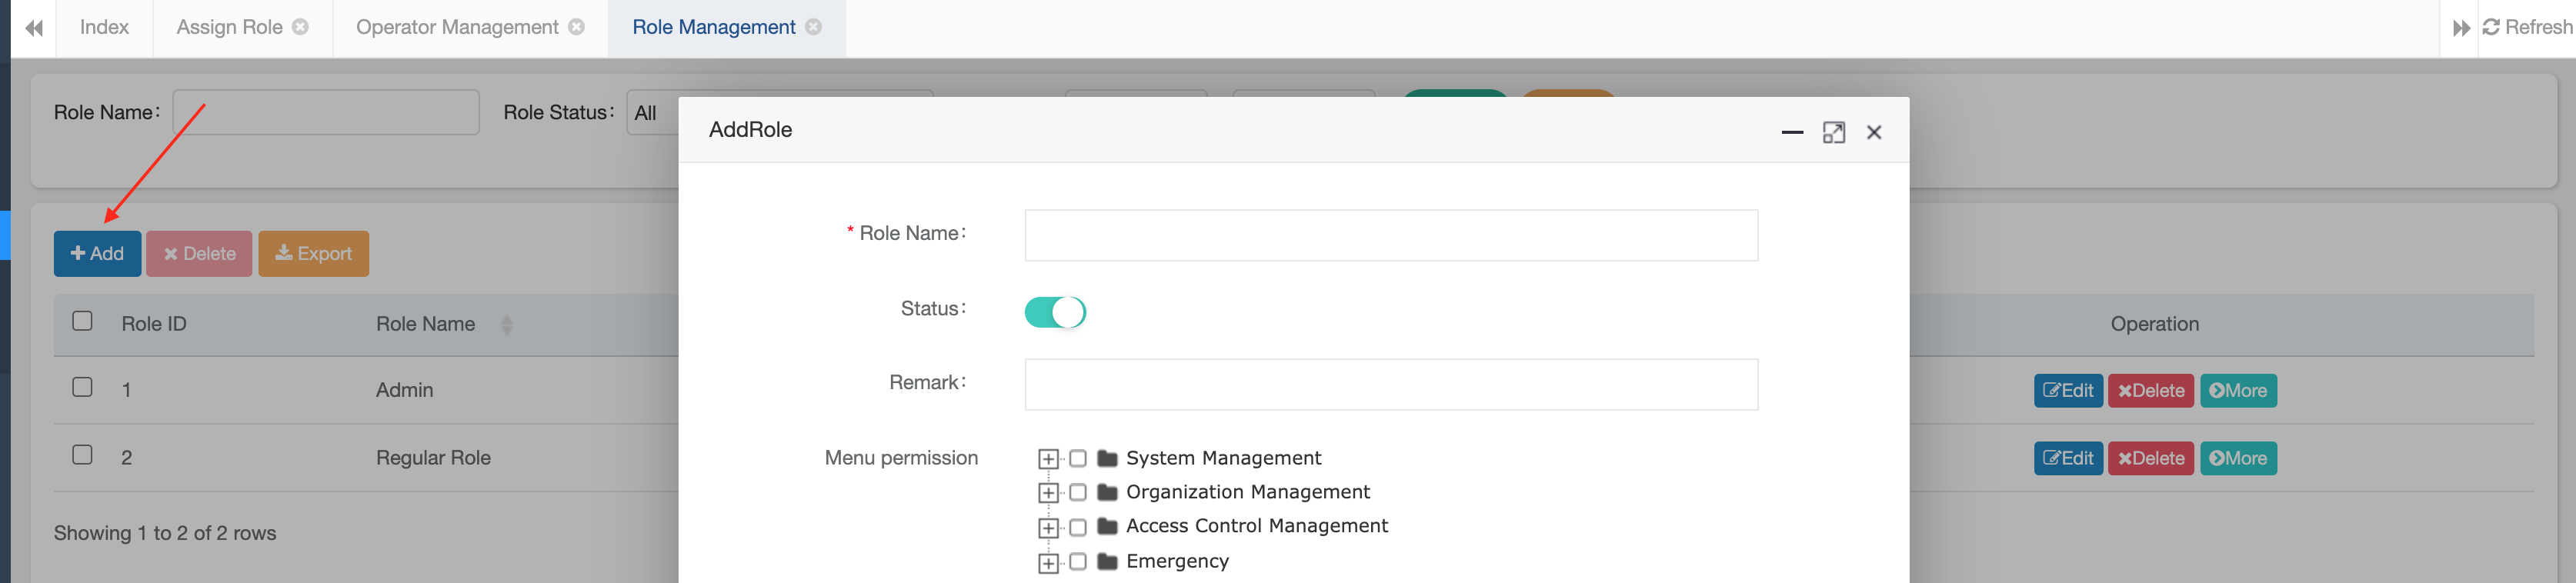 Index
Assign Role
Operator Management
Role Management
Refresh
Role Name:
Role Status:
All
AddRole
* Role Name:
Status:
Remark:
Menu permission
System Management
Organization Management
Access Control Management
Emergency
Add
Delete
Export
Role ID
Role Name
Operation
1
Admin
Edit
Delete
More
2
Regular Role
Edit
Delete
More
Showing 1 to 2 of 2 rows